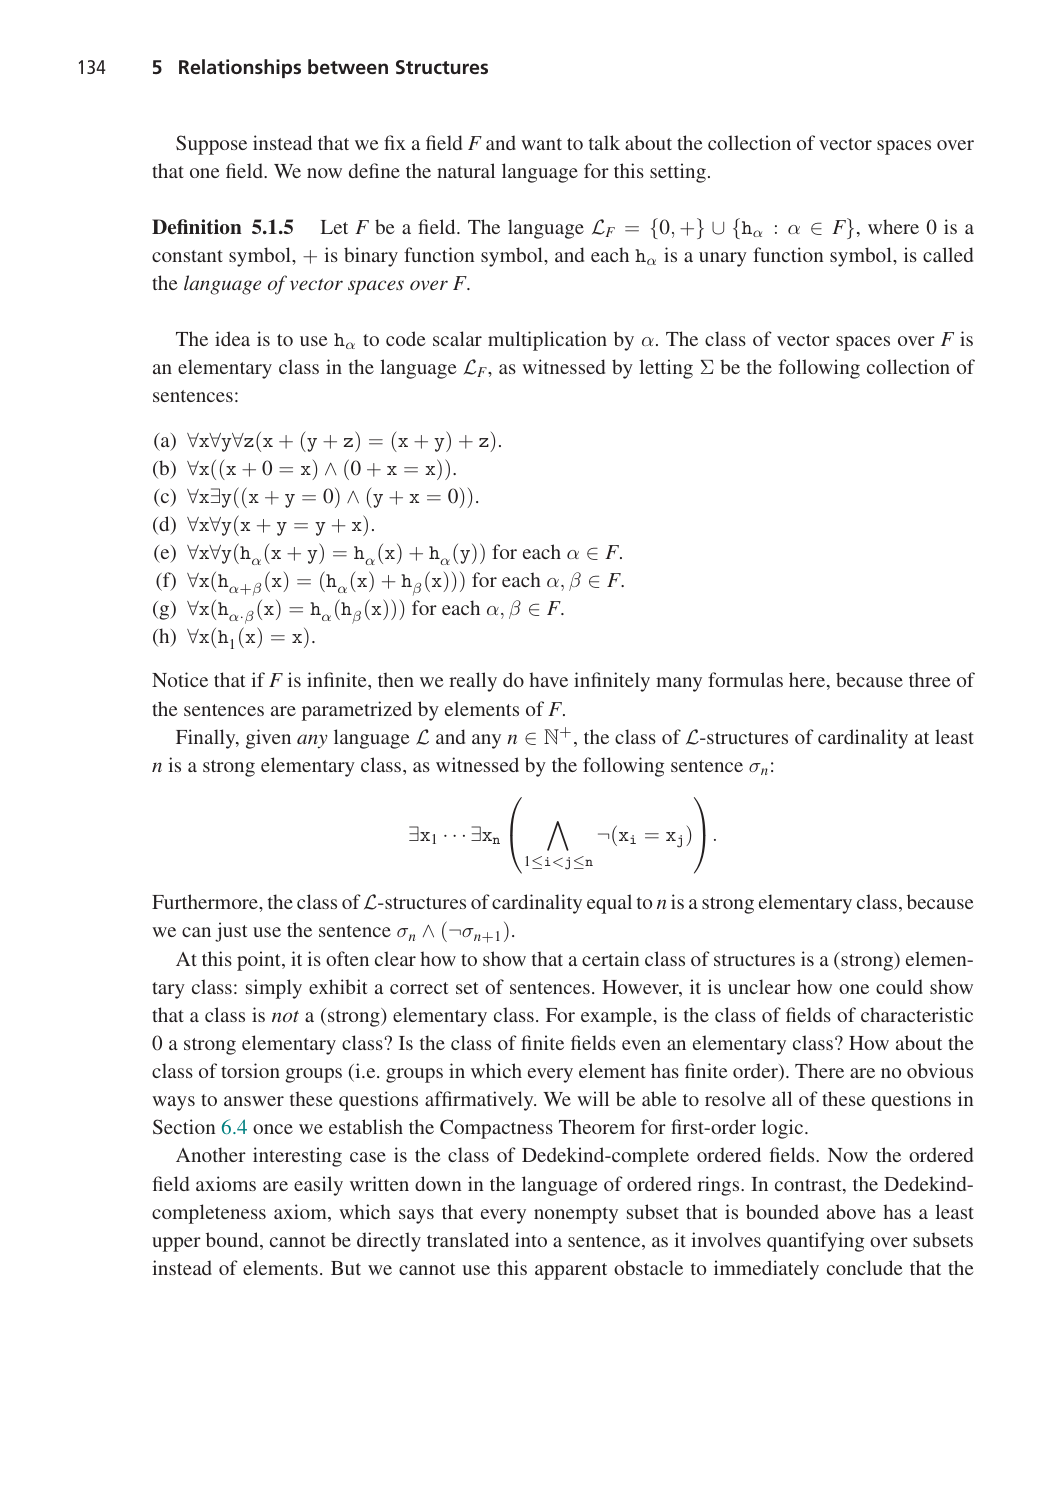 134 5 Relationships between Structures
Suppose instead that we fix a field F and want to talk about the collection of vector spaces over
that one field. We now define the natural language for this setting.
Definition 5.1.5 Let F be a field. The language ℒ_F = {0, +} ∪ {h_α : α ∈ F}, where 0 is a
constant symbol, + is binary function symbol, and each h_α is a unary function symbol, is called
the language of vector spaces over F.
The idea is to use h_α to code scalar multiplication by α. The class of vector spaces over F is
an elementary class in the language ℒ_F, as witnessed by letting Σ be the following collection of
sentences:
(a) ∀x∀y∀z(x + (y + z) = (x + y) + z).
(b) ∀x((x + 0 = x) ∧ (0 + x = x)).
(c) ∀x∃y((x + y = 0) ∧ (y + x = 0)).
(d) ∀x∀y(x + y = y + x).
(e) ∀x∀y(h_α(x + y) = h_α(x) + h_α(y)) for each α ∈ F.
(f) ∀x(h_{α+β}(x) = (h_α(x) + h_β(x))) for each α, β ∈ F.
(g) ∀x(h_{α·β}(x) = h_α(h_β(x))) for each α, β ∈ F.
(h) ∀x(h_1(x) = x).
Notice that if F is infinite, then we really do have infinitely many formulas here, because three of
the sentences are parametrized by elements of F.
Finally, given any language ℒ and any n ∈ ℕ⁺, the class of ℒ-structures of cardinality at least
n is a strong elementary class, as witnessed by the following sentence σ_n:
∃x_1 ··· ∃x_n ( ⋀_{1≤i<j≤n} ¬(x_i = x_j) ).
Furthermore, the class of ℒ-structures of cardinality equal to n is a strong elementary class, because
we can just use the sentence σ_n ∧ (¬σ_{n+1}).
At this point, it is often clear how to show that a certain class of structures is a (strong) elemen-
tary class: simply exhibit a correct set of sentences. However, it is unclear how one could show
that a class is not a (strong) elementary class. For example, is the class of fields of characteristic
0 a strong elementary class? Is the class of finite fields even an elementary class? How about the
class of torsion groups (i.e. groups in which every element has finite order). There are no obvious
ways to answer these questions affirmatively. We will be able to resolve all of these questions in
Section 6.4 once we establish the Compactness Theorem for first-order logic.
Another interesting case is the class of Dedekind-complete ordered fields. Now the ordered
field axioms are easily written down in the language of ordered rings. In contrast, the Dedekind-
completeness axiom, which says that every nonempty subset that is bounded above has a least
upper bound, cannot be directly translated into a sentence, as it involves quantifying over subsets
instead of elements. But we cannot use this apparent obstacle to immediately conclude that the